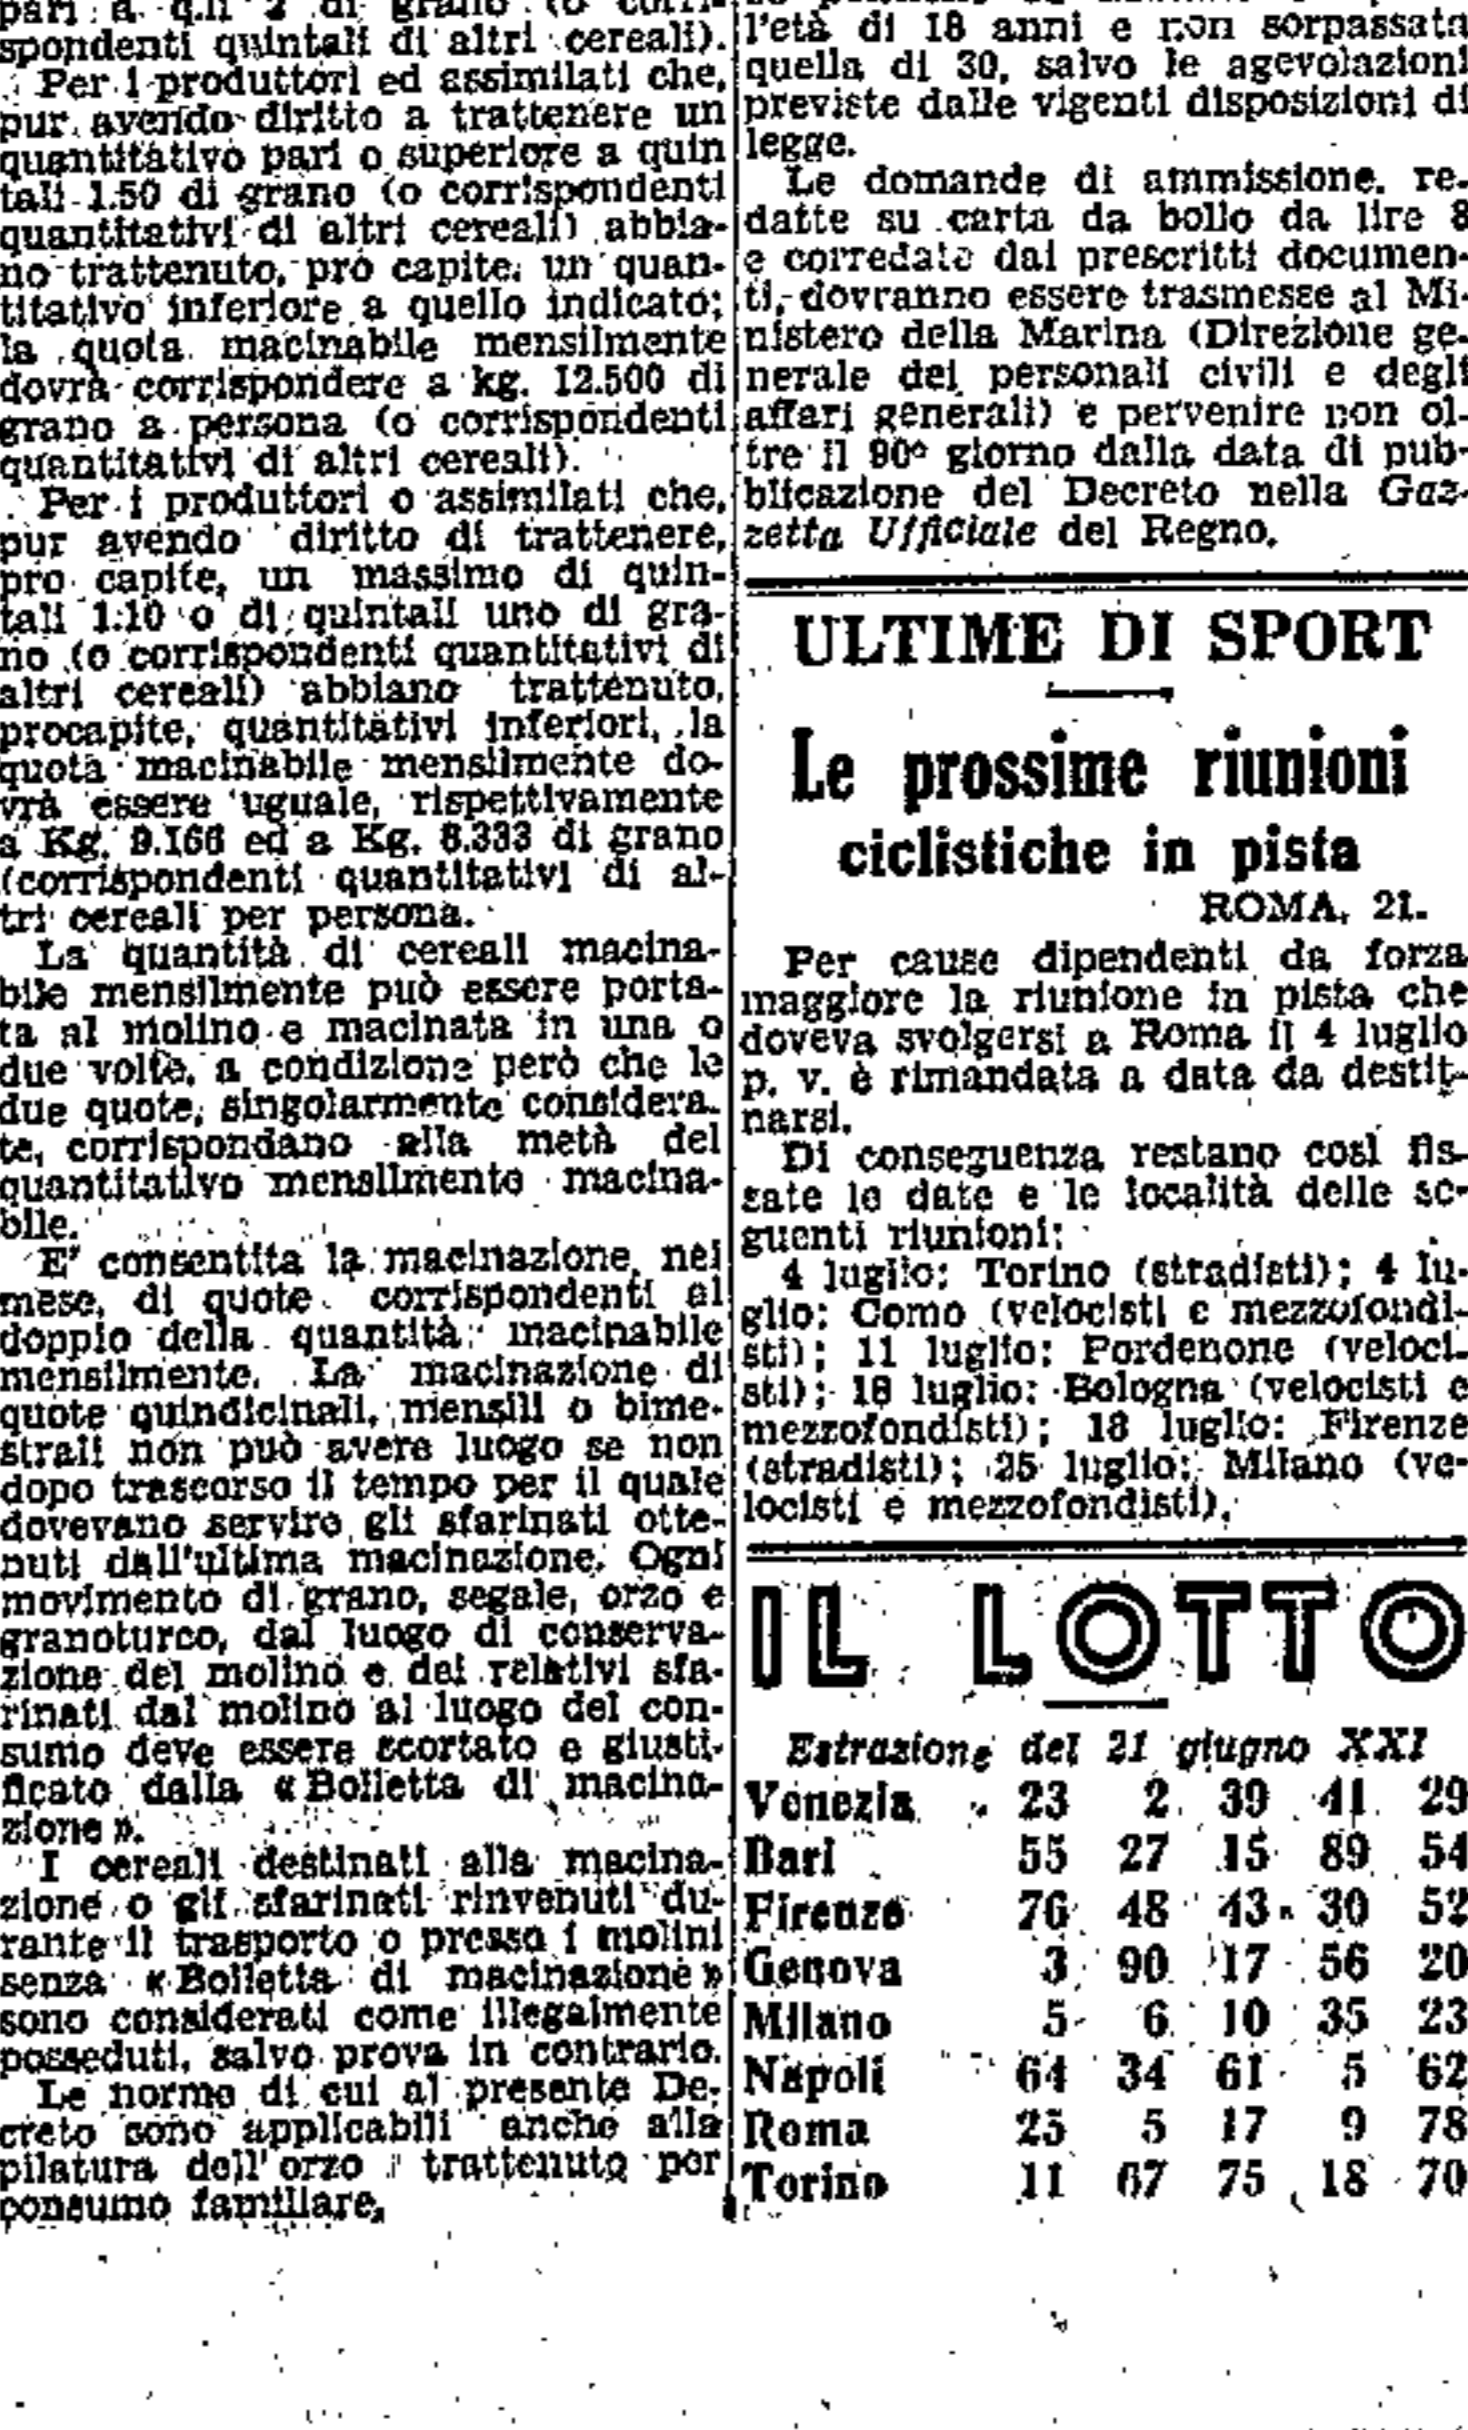 pari a q.li 2 di grano (o corri-
spondenti quintali di altri cereali).
Per i produttori ed assimilati che,
pur avendo diritto a trattenere un
quantitativo pari o superiore a quin
tali 1.50 di grano (o corrispondenti
quantitativi di altri cereali) abbia-
no trattenuto, pro capite, un quan-
titativo inferiore a quello indicato;
la quota macinabile mensilmente
dovrà corrispondere a kg. 12.500 di
grano a persona (o corrispondenti
quantitativi di altri cereali).
Per i produttori o assimilati che,
pur avendo diritto di trattenere,
pro capite, un massimo di quin-
tali 1.10 o di quintali uno di gra-
no (o corrispondenti quantitativi di
altri cereali) abbiano trattenuto,
procapite, quantitativi inferiori, la
quota macinabile mensilmente do-
vrà essere uguale, rispettivamente
a Kg. 9.166 ed a Kg. 8.333 di grano
(corrispondenti quantitativi di al-
tri cereali per persona.
La quantità di cereali macina-
bile mensilmente può essere porta-
ta al molino e macinata in una o
due volte, a condizione però che le
due quote, singolarmente considera-
te, corrispondano alla metà del
quantitativo mensilmente macina-
bile.
E' consentita la macinazione, nel
mese, di quote corrispondenti al
doppio della quantità macinabile
mensilmente. La macinazione di
quote quindicinali, mensili o bime-
strali non può avere luogo se non
dopo trascorso il tempo per il quale
dovevano servire gli sfarinati otte-
nuti dall'ultima macinazione. Ogni
movimento di grano, segale, orzo e
granoturco, dal luogo di conserva-
zione del molino e dei relativi sfa-
rinati dal molino al luogo del con-
sumo deve essere scortato e giusti-
ficato dalla «Bolletta di macina-
zione».
I cereali destinati alla macina-
zione o gli sfarinati rinvenuti du-
rante il trasporto o presso i molini
senza «Bolletta di macinazione»
sono considerati come illegalmente
posseduti, salvo prova in contrario.
Le norme di cui al presente De-
creto sono applicabili anche alla
pilatura dell'orzo trattenuto por
consumo familiare,
l'età di 18 anni e non sorpassata
quella di 30, salvo le agevolazioni
previste dalle vigenti disposizioni di
legge.
Le domande di ammissione, re-
datte su carta da bollo da lire 8
e corredate dai prescritti documen-
ti, dovranno essere trasmesse al Mi-
nistero della Marina (Direzione ge-
nerale dei personali civili e degli
affari generali) e pervenire non ol-
tre il 90° giorno dalla data di pub-
blicazione del Decreto nella Gaz-
zetta Ufficiale del Regno.
ULTIME DI SPORT
Le prossime riunioni
ciclistiche in pista
ROMA, 21.
Per cause dipendenti da forza
maggiore la riunione in pista che
doveva svolgersi a Roma il 4 luglio
p. v. è rimandata a data da desti-
narsi.
Di conseguenza restano così fis-
sate le date e le località delle se-
guenti riunioni:
4 luglio: Torino (stradisti); 4 lu-
glio: Como (velocisti e mezzofondi-
sti); 11 luglio: Pordenone (veloci-
sti); 18 luglio: Bologna (velocisti e
mezzofondisti); 18 luglio: Firenze
(stradisti); 25 luglio: Milano (ve-
locisti e mezzofondisti).
IL LOTTO
Estrazione del 21 giugno XXI
Venezia 23 2 39 41 29
Bari 55 27 15 89 54
Firenze 76 48 43 30 52
Genova 3 90 17 56 20
Milano 5 6 10 35 23
Napoli 64 34 61 5 62
Roma 25 5 17 9 78
Torino 11 67 75 18 70